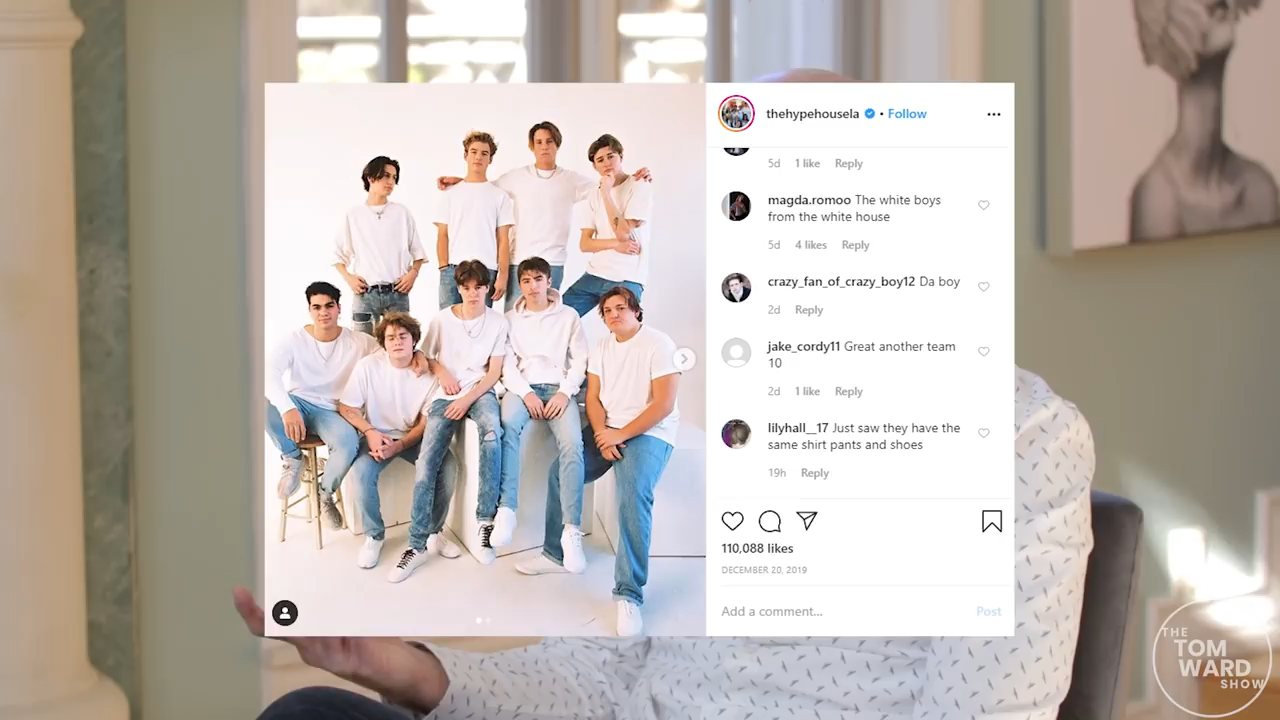 thehypehousela • Follow
5d 1 like Reply
magda.romoo The white boys
from the white house
5d 4 likes Reply
crazy_fan_of_crazy_boy12 Da boy
2d Reply
jake_cordy11 Great another team
10
2d 1 like Reply
lilyhall__17 Just saw they have the
same shirt pants and shoes
19h Reply
110,088 likes
DECEMBER 20, 2019
Add a comment... Post
THE
TOM
WARD
SHOW